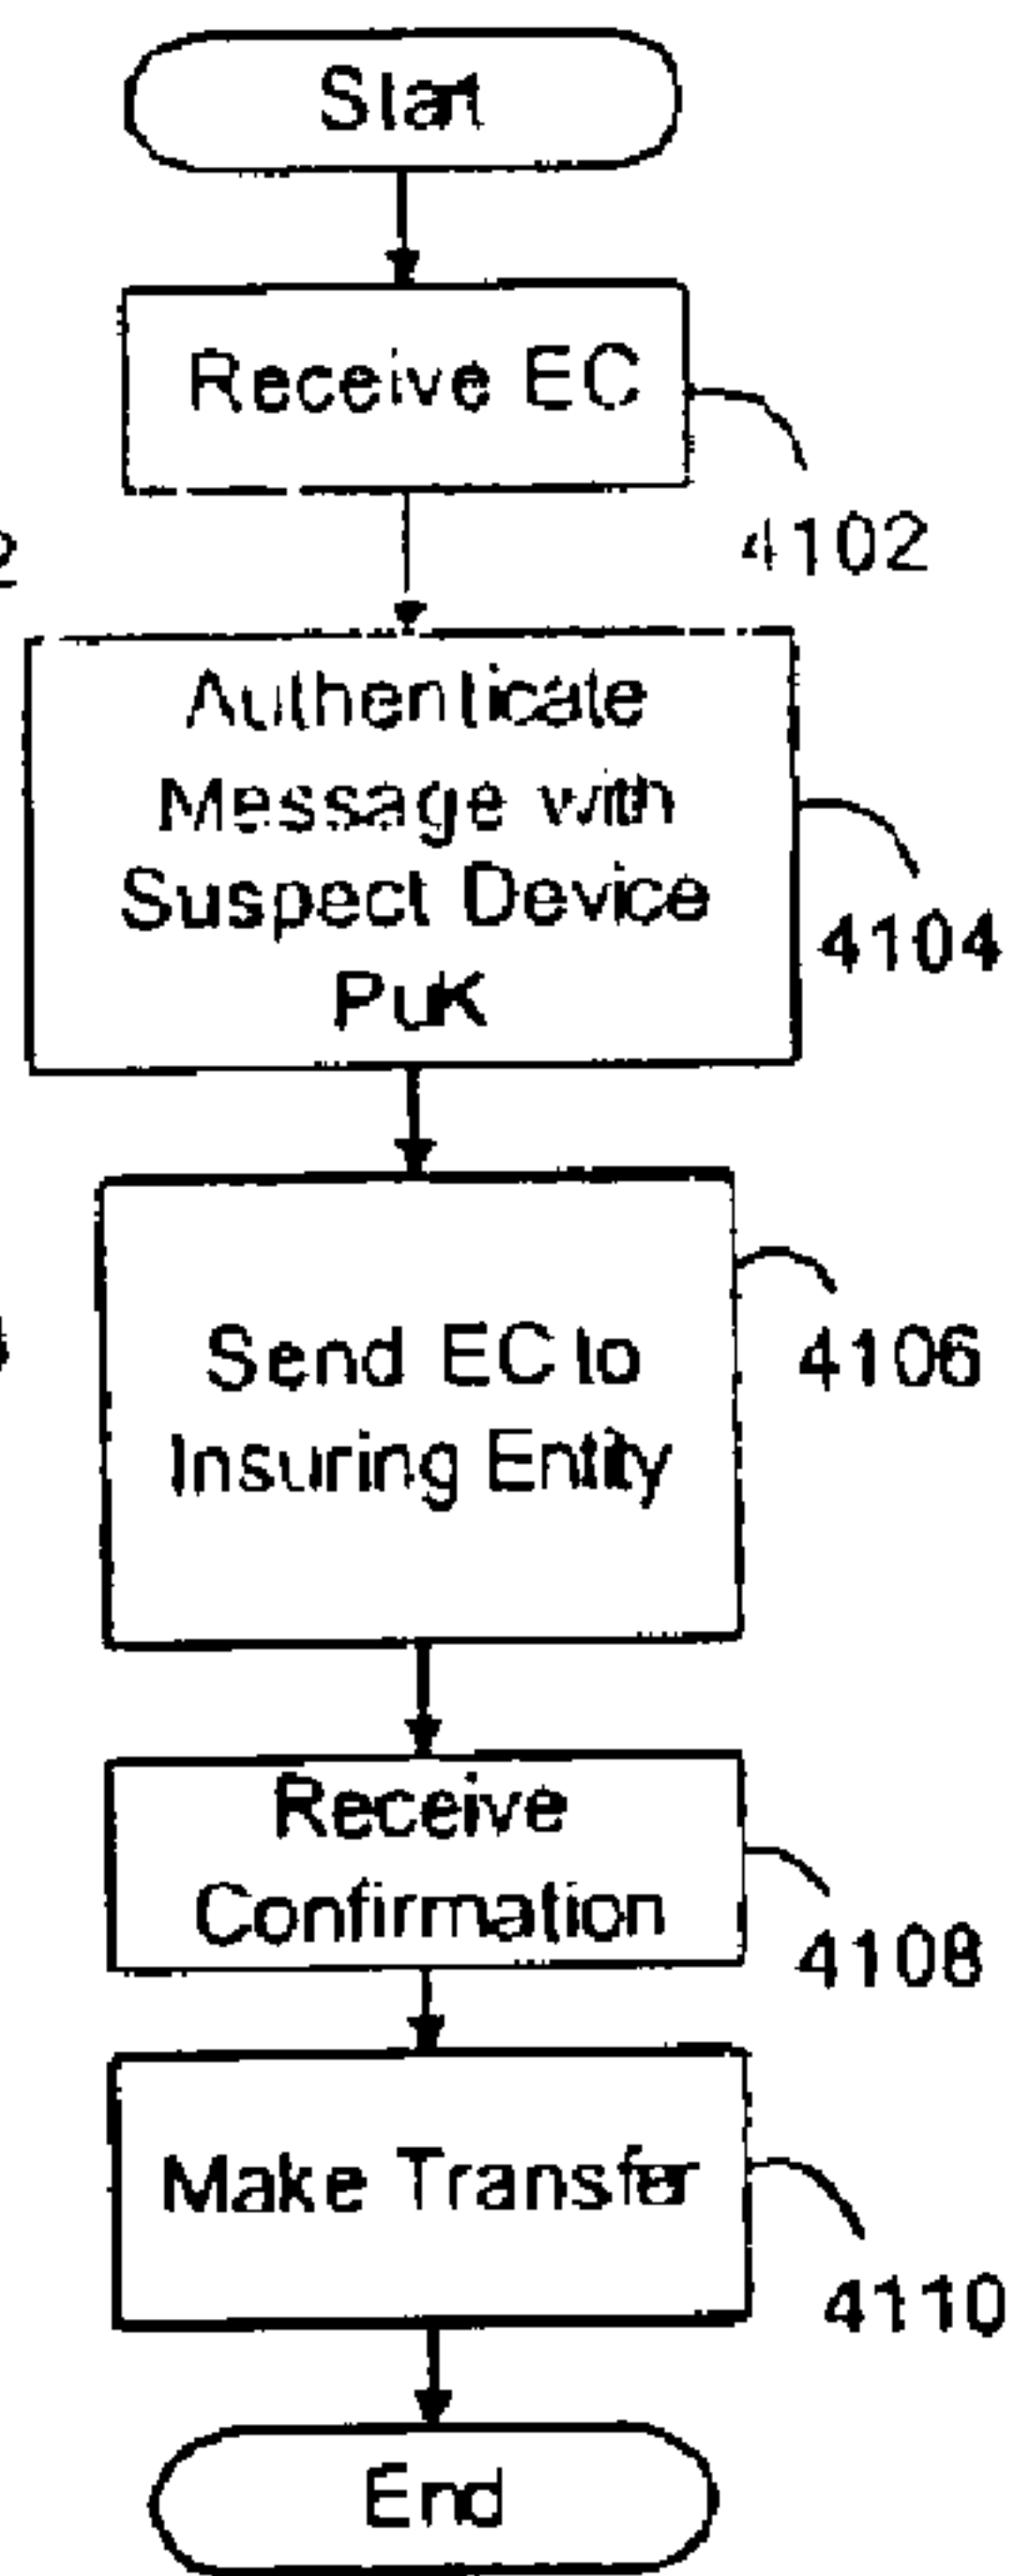 Start
Receive EC
4102
2
Authenticate
Message with
Suspect Device
PuK
4104
Send EC to
Insuring Entity
4106
Receive
Confirmation
4108
Make Transfer
4110
End